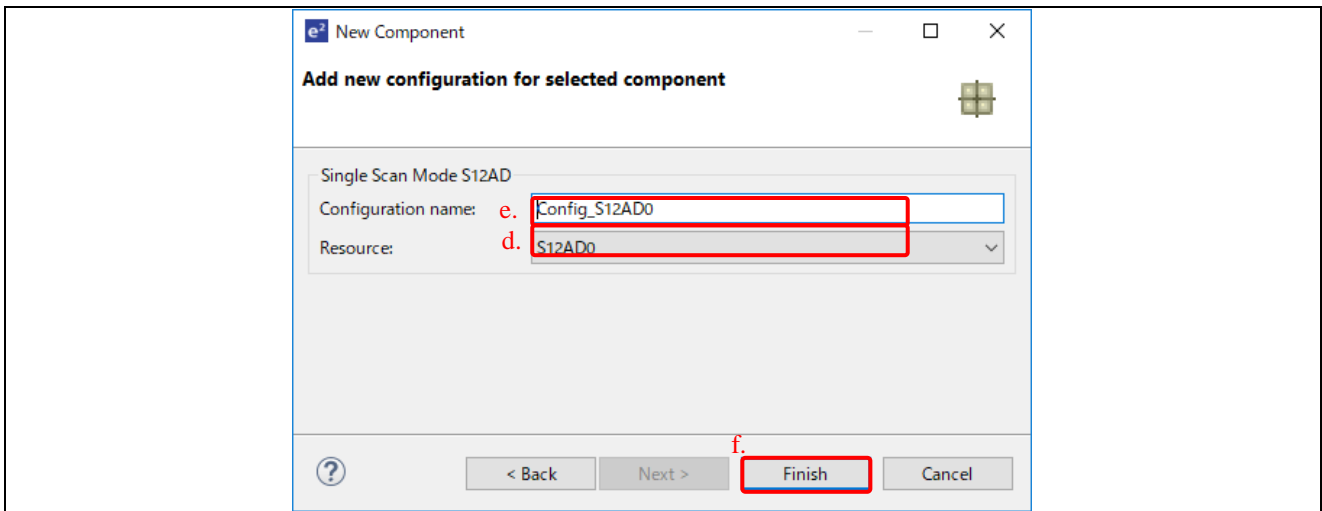 e² New Component
Add new configuration for selected component
Single Scan Mode S12AD
Configuration name: e. Config_S12AD0
Resource: d. S12AD0
f.
? < Back Next > Finish Cancel